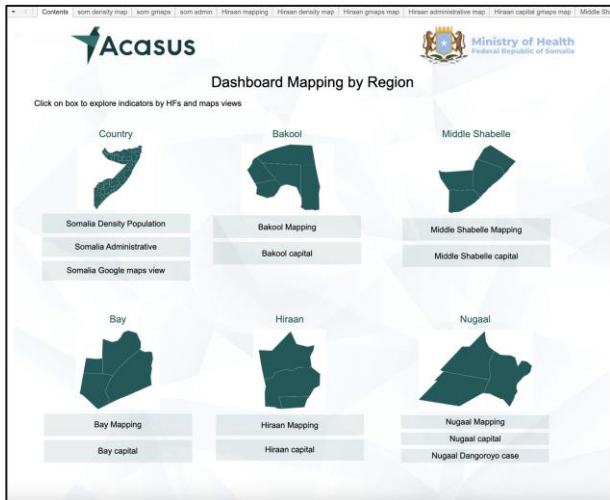 Contents som density map som gmaps som admin Hiraan mapping Hiraan density map Hiraan gmaps map Hiraan administrative map Hiraan capital gmaps map Middle Sh
Acasus
Ministry of Health
Federal Republic of Somalia
Dashboard Mapping by Region
Click on box to explore indicators by HFs and maps views
Country
Bakool
Middle Shabelle
Somalia Density Population
Somalia Administrative
Somalia Google maps view
Bakool Mapping
Bakool capital
Middle Shabelle Mapping
Middle Shabelle capital
Bay
Hiraan
Nugaal
Bay Mapping
Bay capital
Hiraan Mapping
Hiraan capital
Nugaal Mapping
Nugaal capital
Nugaal Dangoroyo case